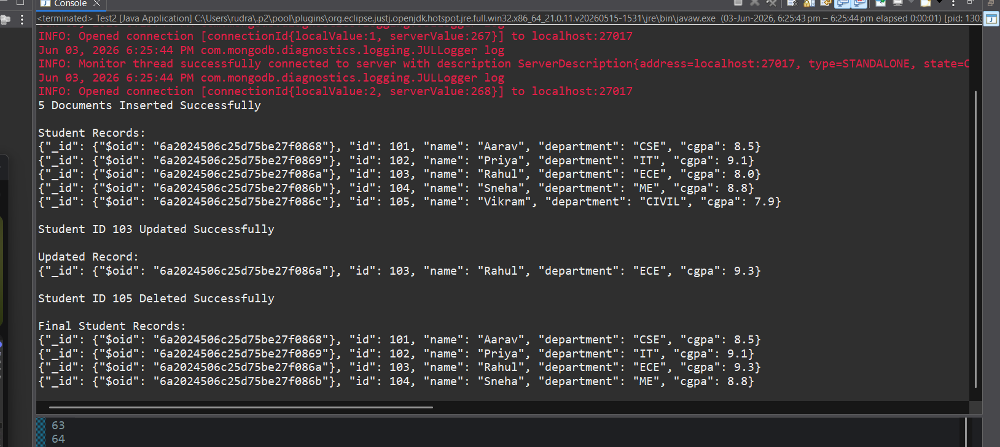 Console
<terminated> Test2 [Java Application] C:\Users\rudra\.p2\pool\plugins\org.eclipse.justj.openjdk.hotspot.jre.full.win32.x86_64_21.0.11.v20260515-1531\jre\bin\javaw.exe (03-Jun-2026, 6:25:43 pm – 6:25:44 pm elapsed 0:00:01) [pid: 1303
INFO: Opened connection [connectionId{localValue:1, serverValue:267}] to localhost:27017
Jun 03, 2026 6:25:44 PM com.mongodb.diagnostics.logging.JULLogger log
INFO: Monitor thread successfully connected to server with description ServerDescription{address=localhost:27017, type=STANDALONE, state=C
Jun 03, 2026 6:25:44 PM com.mongodb.diagnostics.logging.JULLogger log
INFO: Opened connection [connectionId{localValue:2, serverValue:268}] to localhost:27017
5 Documents Inserted Successfully
Student Records:
{"_id": {"$oid": "6a2024506c25d75be27f0868"}, "id": 101, "name": "Aarav", "department": "CSE", "cgpa": 8.5}
{"_id": {"$oid": "6a2024506c25d75be27f0869"}, "id": 102, "name": "Priya", "department": "IT", "cgpa": 9.1}
{"_id": {"$oid": "6a2024506c25d75be27f086a"}, "id": 103, "name": "Rahul", "department": "ECE", "cgpa": 8.0}
{"_id": {"$oid": "6a2024506c25d75be27f086b"}, "id": 104, "name": "Sneha", "department": "ME", "cgpa": 8.8}
{"_id": {"$oid": "6a2024506c25d75be27f086c"}, "id": 105, "name": "Vikram", "department": "CIVIL", "cgpa": 7.9}
Student ID 103 Updated Successfully
Updated Record:
{"_id": {"$oid": "6a2024506c25d75be27f086a"}, "id": 103, "name": "Rahul", "department": "ECE", "cgpa": 9.3}
Student ID 105 Deleted Successfully
Final Student Records:
{"_id": {"$oid": "6a2024506c25d75be27f0868"}, "id": 101, "name": "Aarav", "department": "CSE", "cgpa": 8.5}
{"_id": {"$oid": "6a2024506c25d75be27f0869"}, "id": 102, "name": "Priya", "department": "IT", "cgpa": 9.1}
{"_id": {"$oid": "6a2024506c25d75be27f086a"}, "id": 103, "name": "Rahul", "department": "ECE", "cgpa": 9.3}
{"_id": {"$oid": "6a2024506c25d75be27f086b"}, "id": 104, "name": "Sneha", "department": "ME", "cgpa": 8.8}
63
64